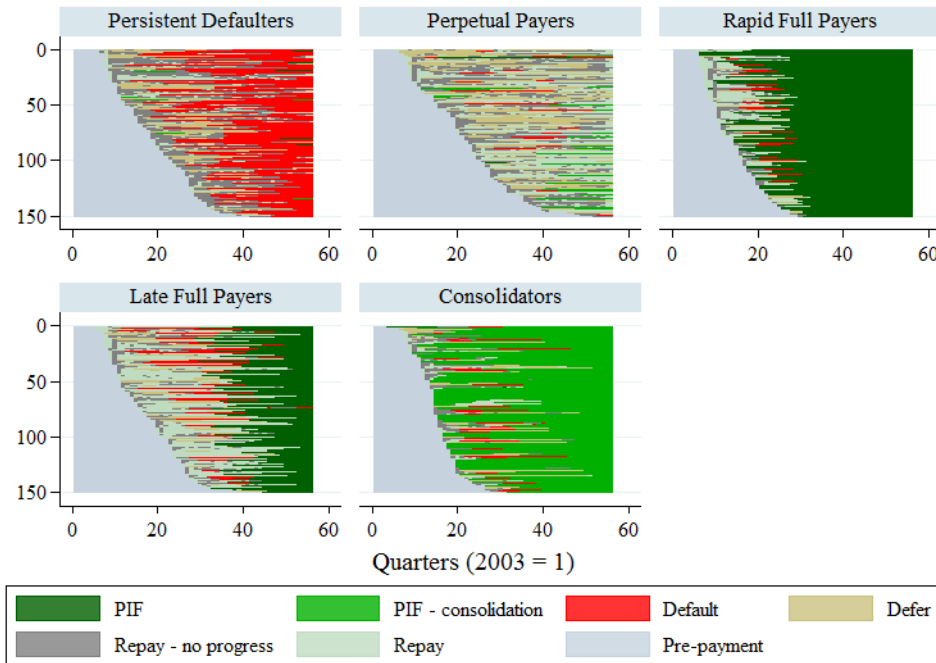 Persistent Defaulters
Perpetual Payers
Rapid Full Payers
0
50
100
150
0 20 40 60
0 20 40 60
0 20 40 60
Late Full Payers
Consolidators
0
50
100
150
0 20 40 60
0 20 40 60
Quarters (2003 = 1)
PIF
PIF - consolidation
Default
Defer
Repay - no progress
Repay
Pre-payment